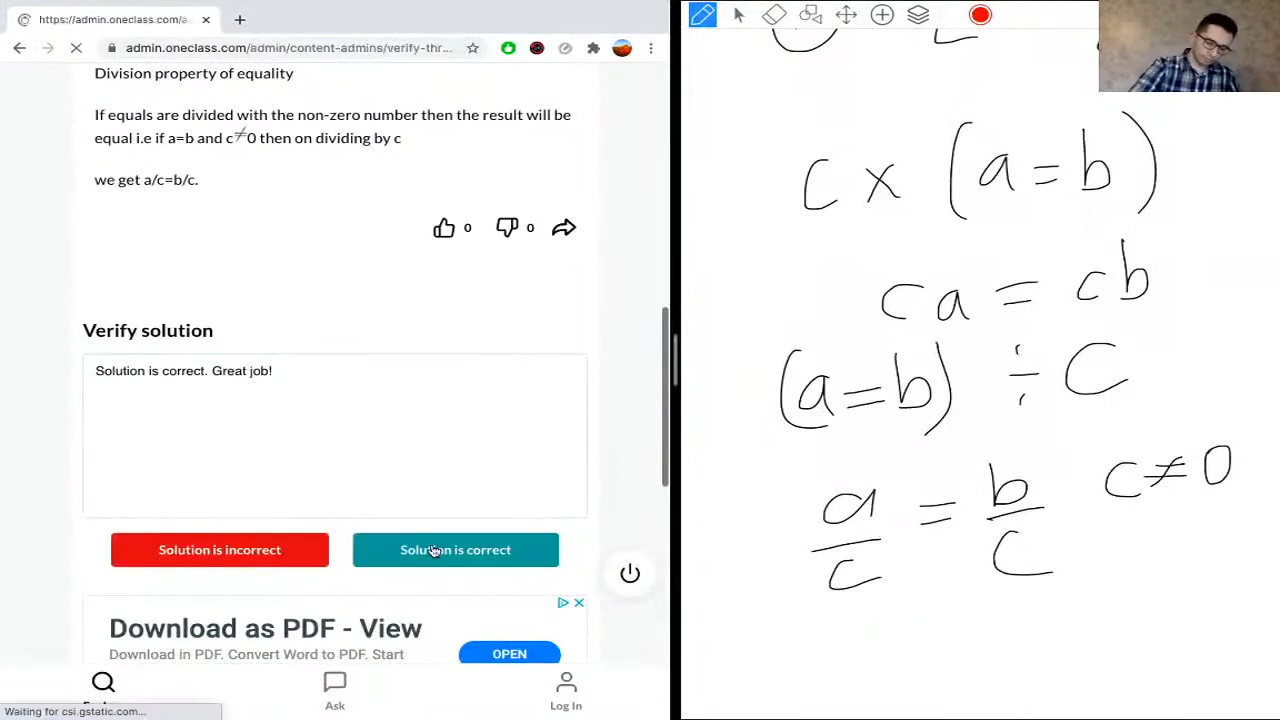 https://admin.oneclass.com/a
admin.oneclass.com/admin/content-admins/verify-thr...
Division property of equality
If equals are divided with the non-zero number then the result will be
equal i.e if a=b and c≠0 then on dividing by c
we get a/c=b/c.
0
0
Verify solution
Solution is correct. Great job!
Solution is incorrect
Solution is correct
Download as PDF - View
Download in PDF. Convert Word to PDF. Start
OPEN
Ask
Log In
Waiting for csi.gstatic.com...
c x (a = b)
ca = cb
(a = b) ÷ C
a/c = b/c c ≠ 0